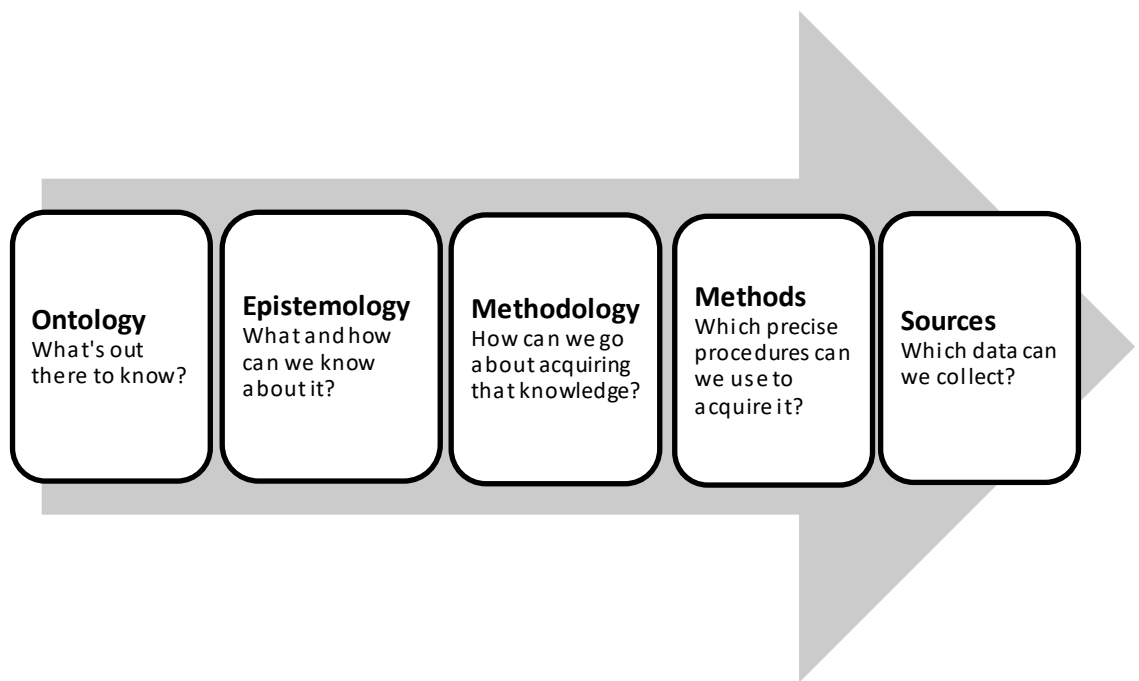 Ontology
What's out
there to know?
Epistemology
What and how
can we know
about it?
Methodology
How can we go
about acquiring
that knowledge?
Methods
Which precise
procedures can
we use to
acquire it?
Sources
Which data can
we collect?